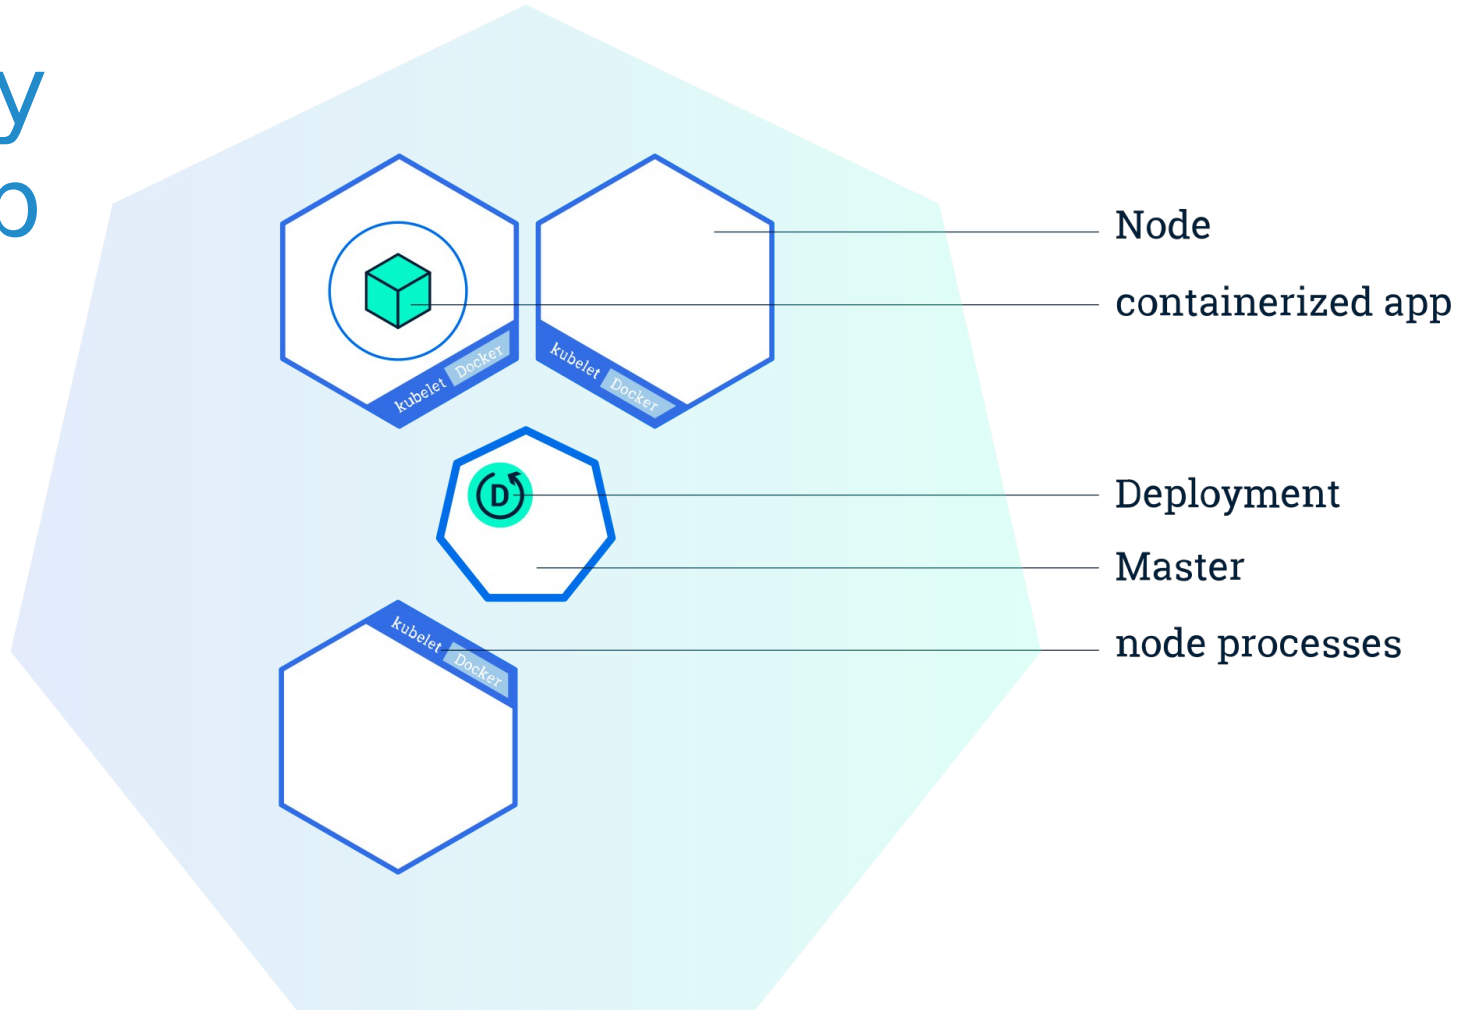 y
p
Node
containerized app
kubelet Docker
kubelet Docker
D
Deployment
Master
kubelet Docker
node processes